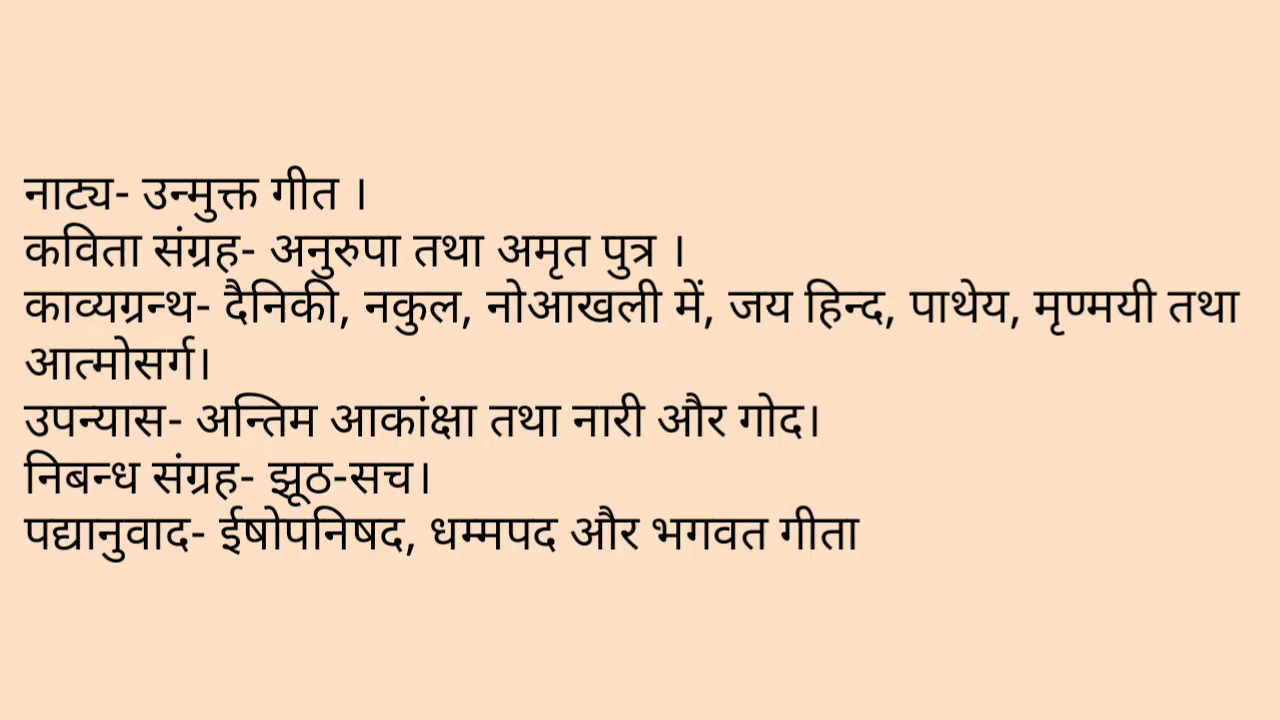 नाट्य- उन्मुक्त गीत ।
कविता संग्रह- अनुरुपा तथा अमृत पुत्र ।
काव्यग्रन्थ- दैनिकी, नकुल, नोआखली में, जय हिन्द, पाथेय, मृण्मयी तथा
आत्मोसर्ग।
उपन्यास- अन्तिम आकांक्षा तथा नारी और गोद।
निबन्ध संग्रह- झूठ-सच।
पद्यानुवाद- ईषोपनिषद, धम्मपद और भगवत गीता